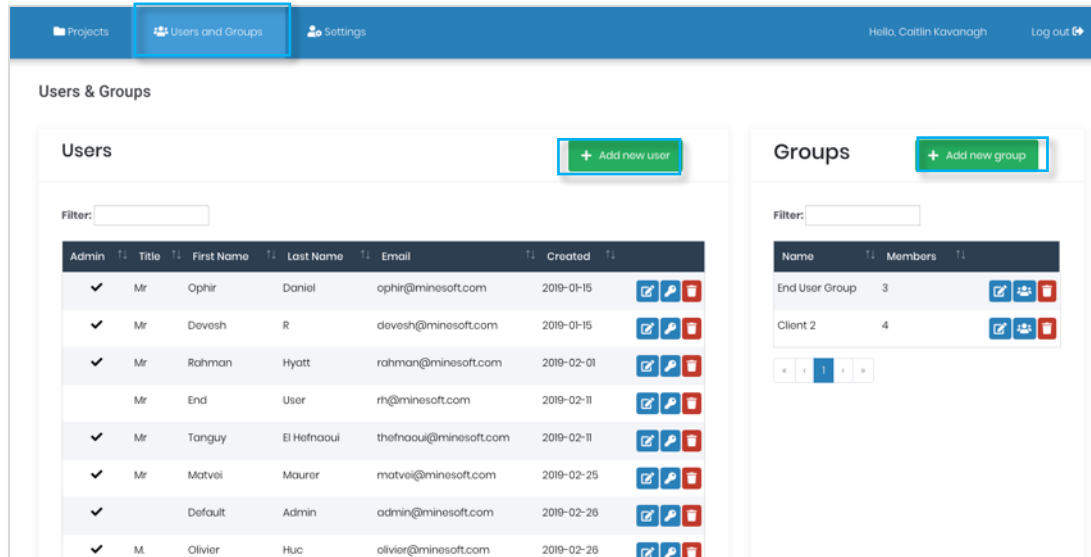 Projects Users and Groups Settings Hello, Caitlin Kavanagh Log out
Users & Groups
Users + Add new user
Filter:
Admin Title First Name Last Name Email Created
Mr Ophir Daniel ophir@minesoft.com 2019-01-15
Mr Devesh R devesh@minesoft.com 2019-01-15
Mr Rahman Hyatt rahman@minesoft.com 2019-02-01
Mr End User rh@minesoft.com 2019-02-11
Mr Tanguy El Hefnaoui thefnaoui@minesoft.com 2019-02-11
Mr Matvei Maurer matvei@minesoft.com 2019-02-25
Default Admin admin@minesoft.com 2019-02-26
M. Olivier Huc olivier@minesoft.com 2019-02-26
Groups + Add new group
Filter:
Name Members
End User Group 3
Client 2 4
« ‹ 1 › »